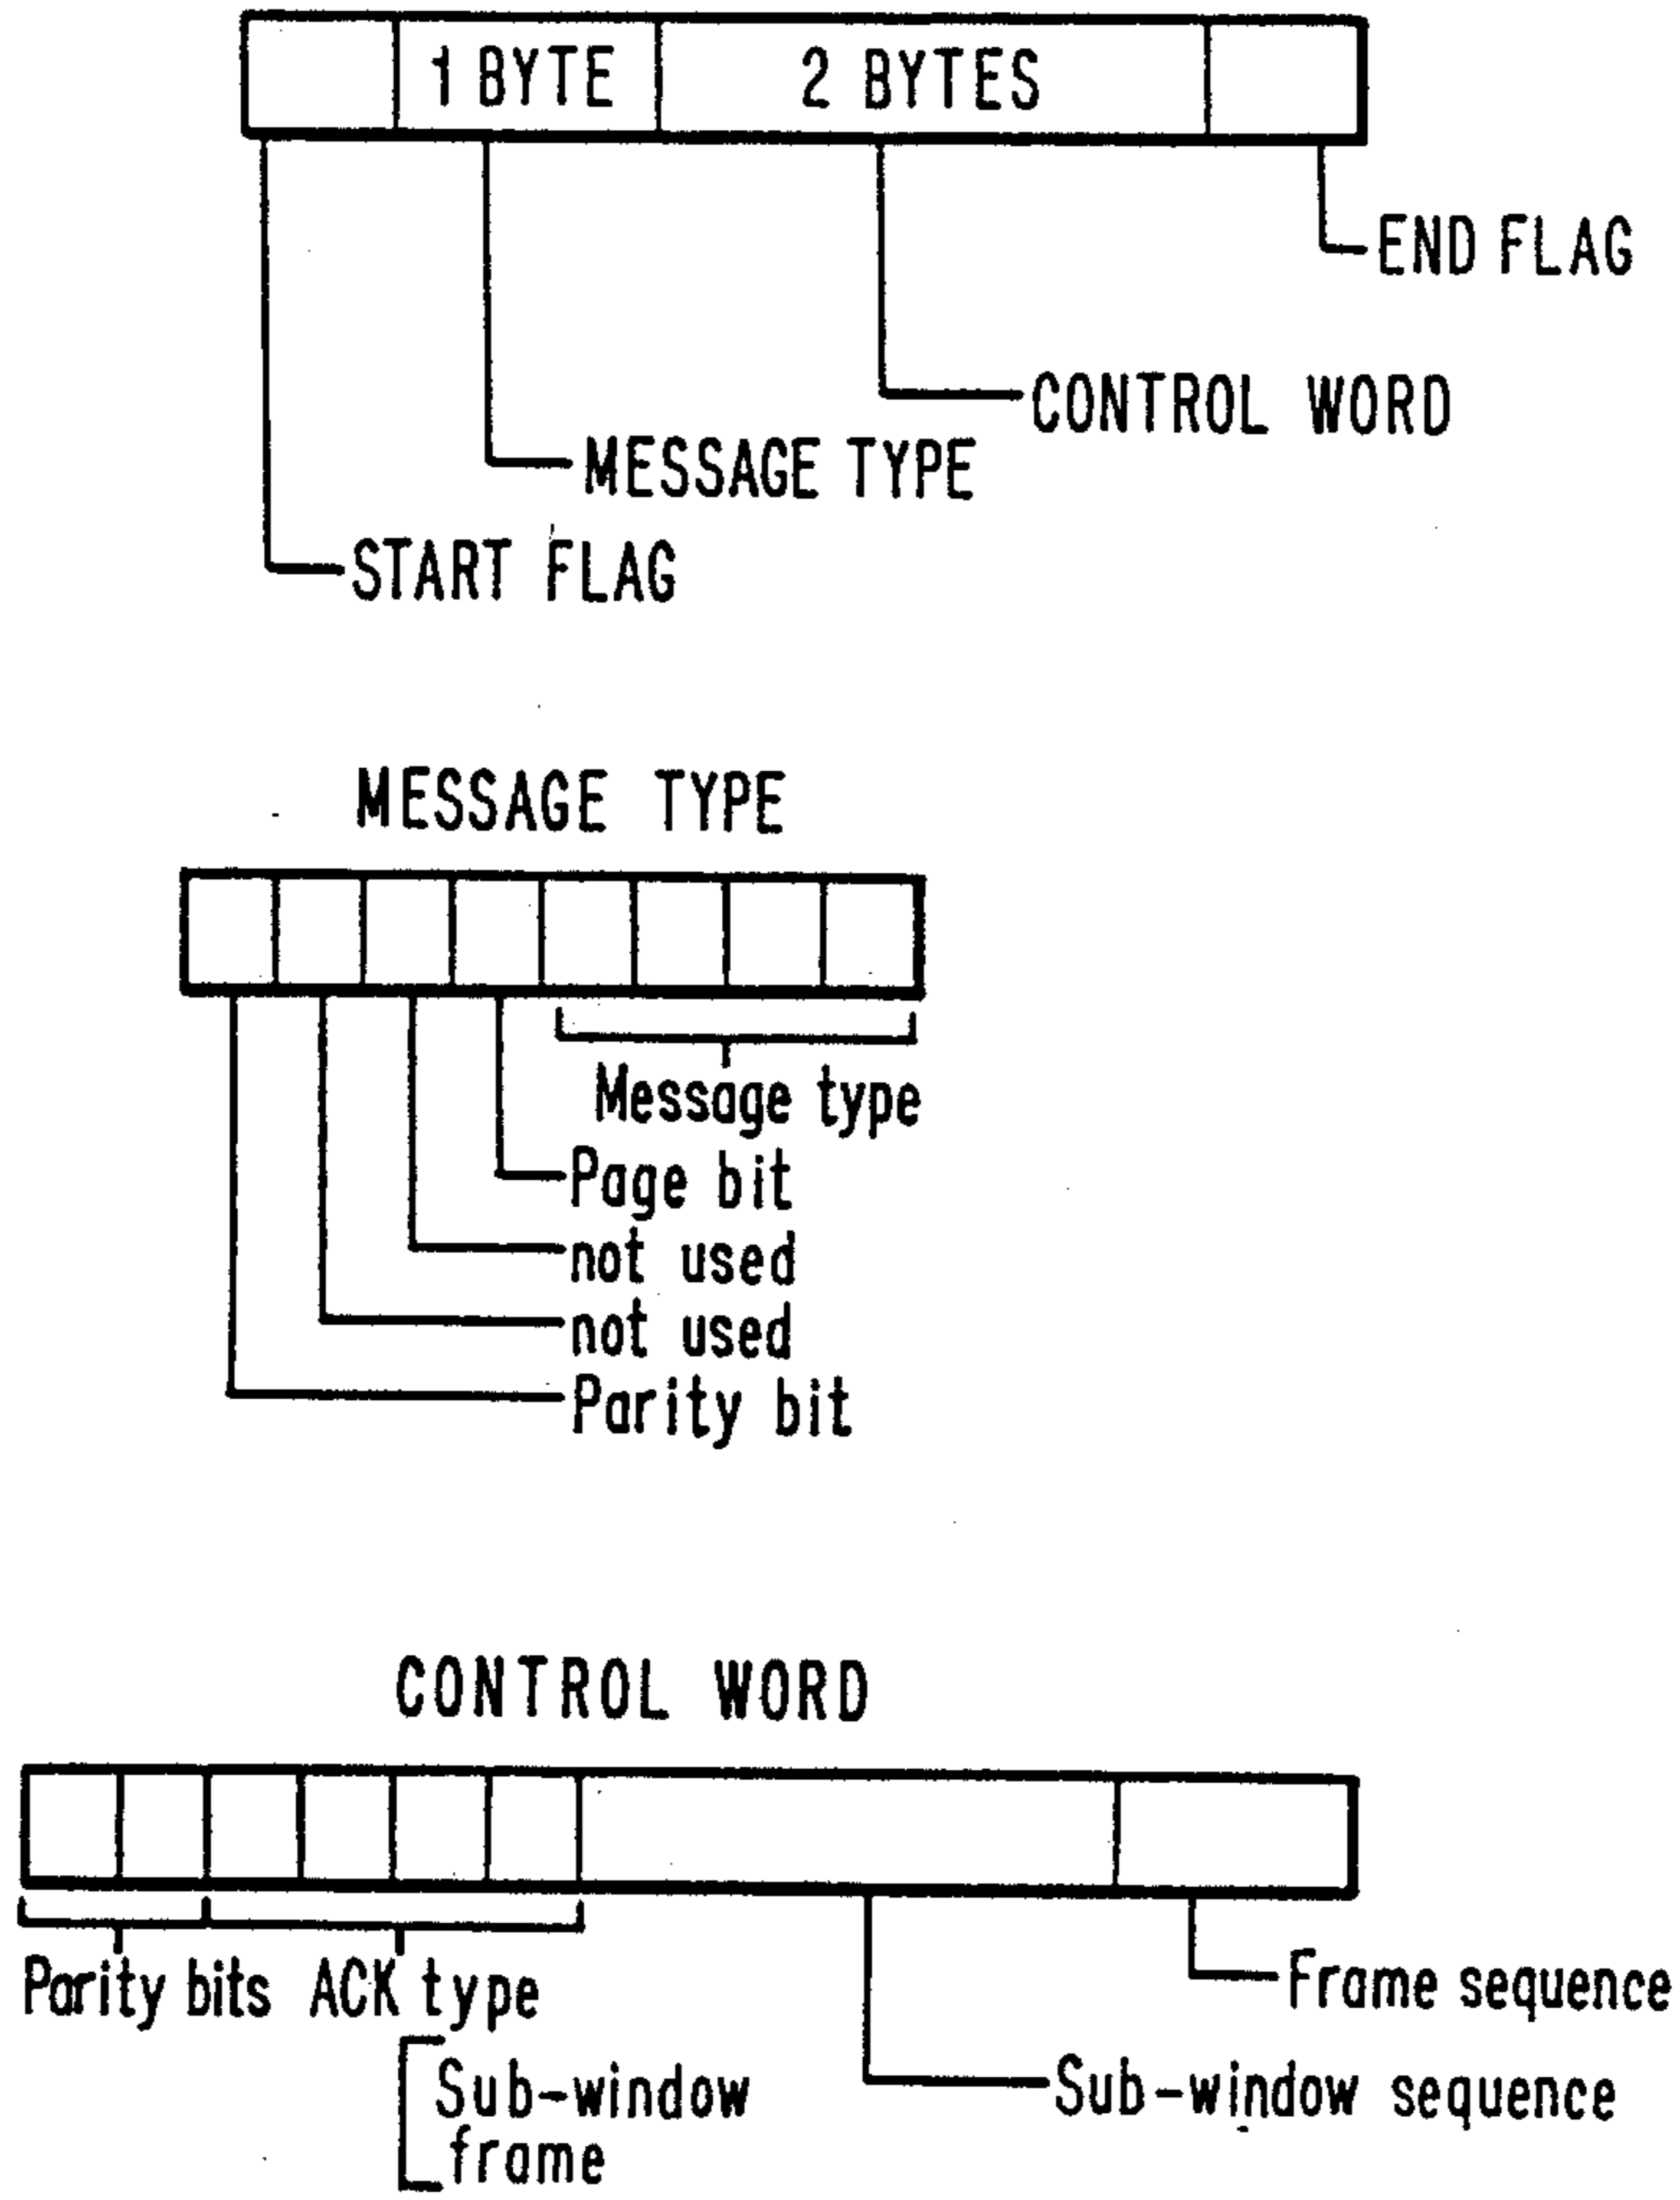 1 BYTE 2 BYTES
END FLAG
CONTROL WORD
MESSAGE TYPE
START FLAG
MESSAGE TYPE
Message type
Page bit
not used
not used
Parity bit
CONTROL WORD
Parity bits ACK type
Frame sequence
Sub-window
frame
Sub-window sequence